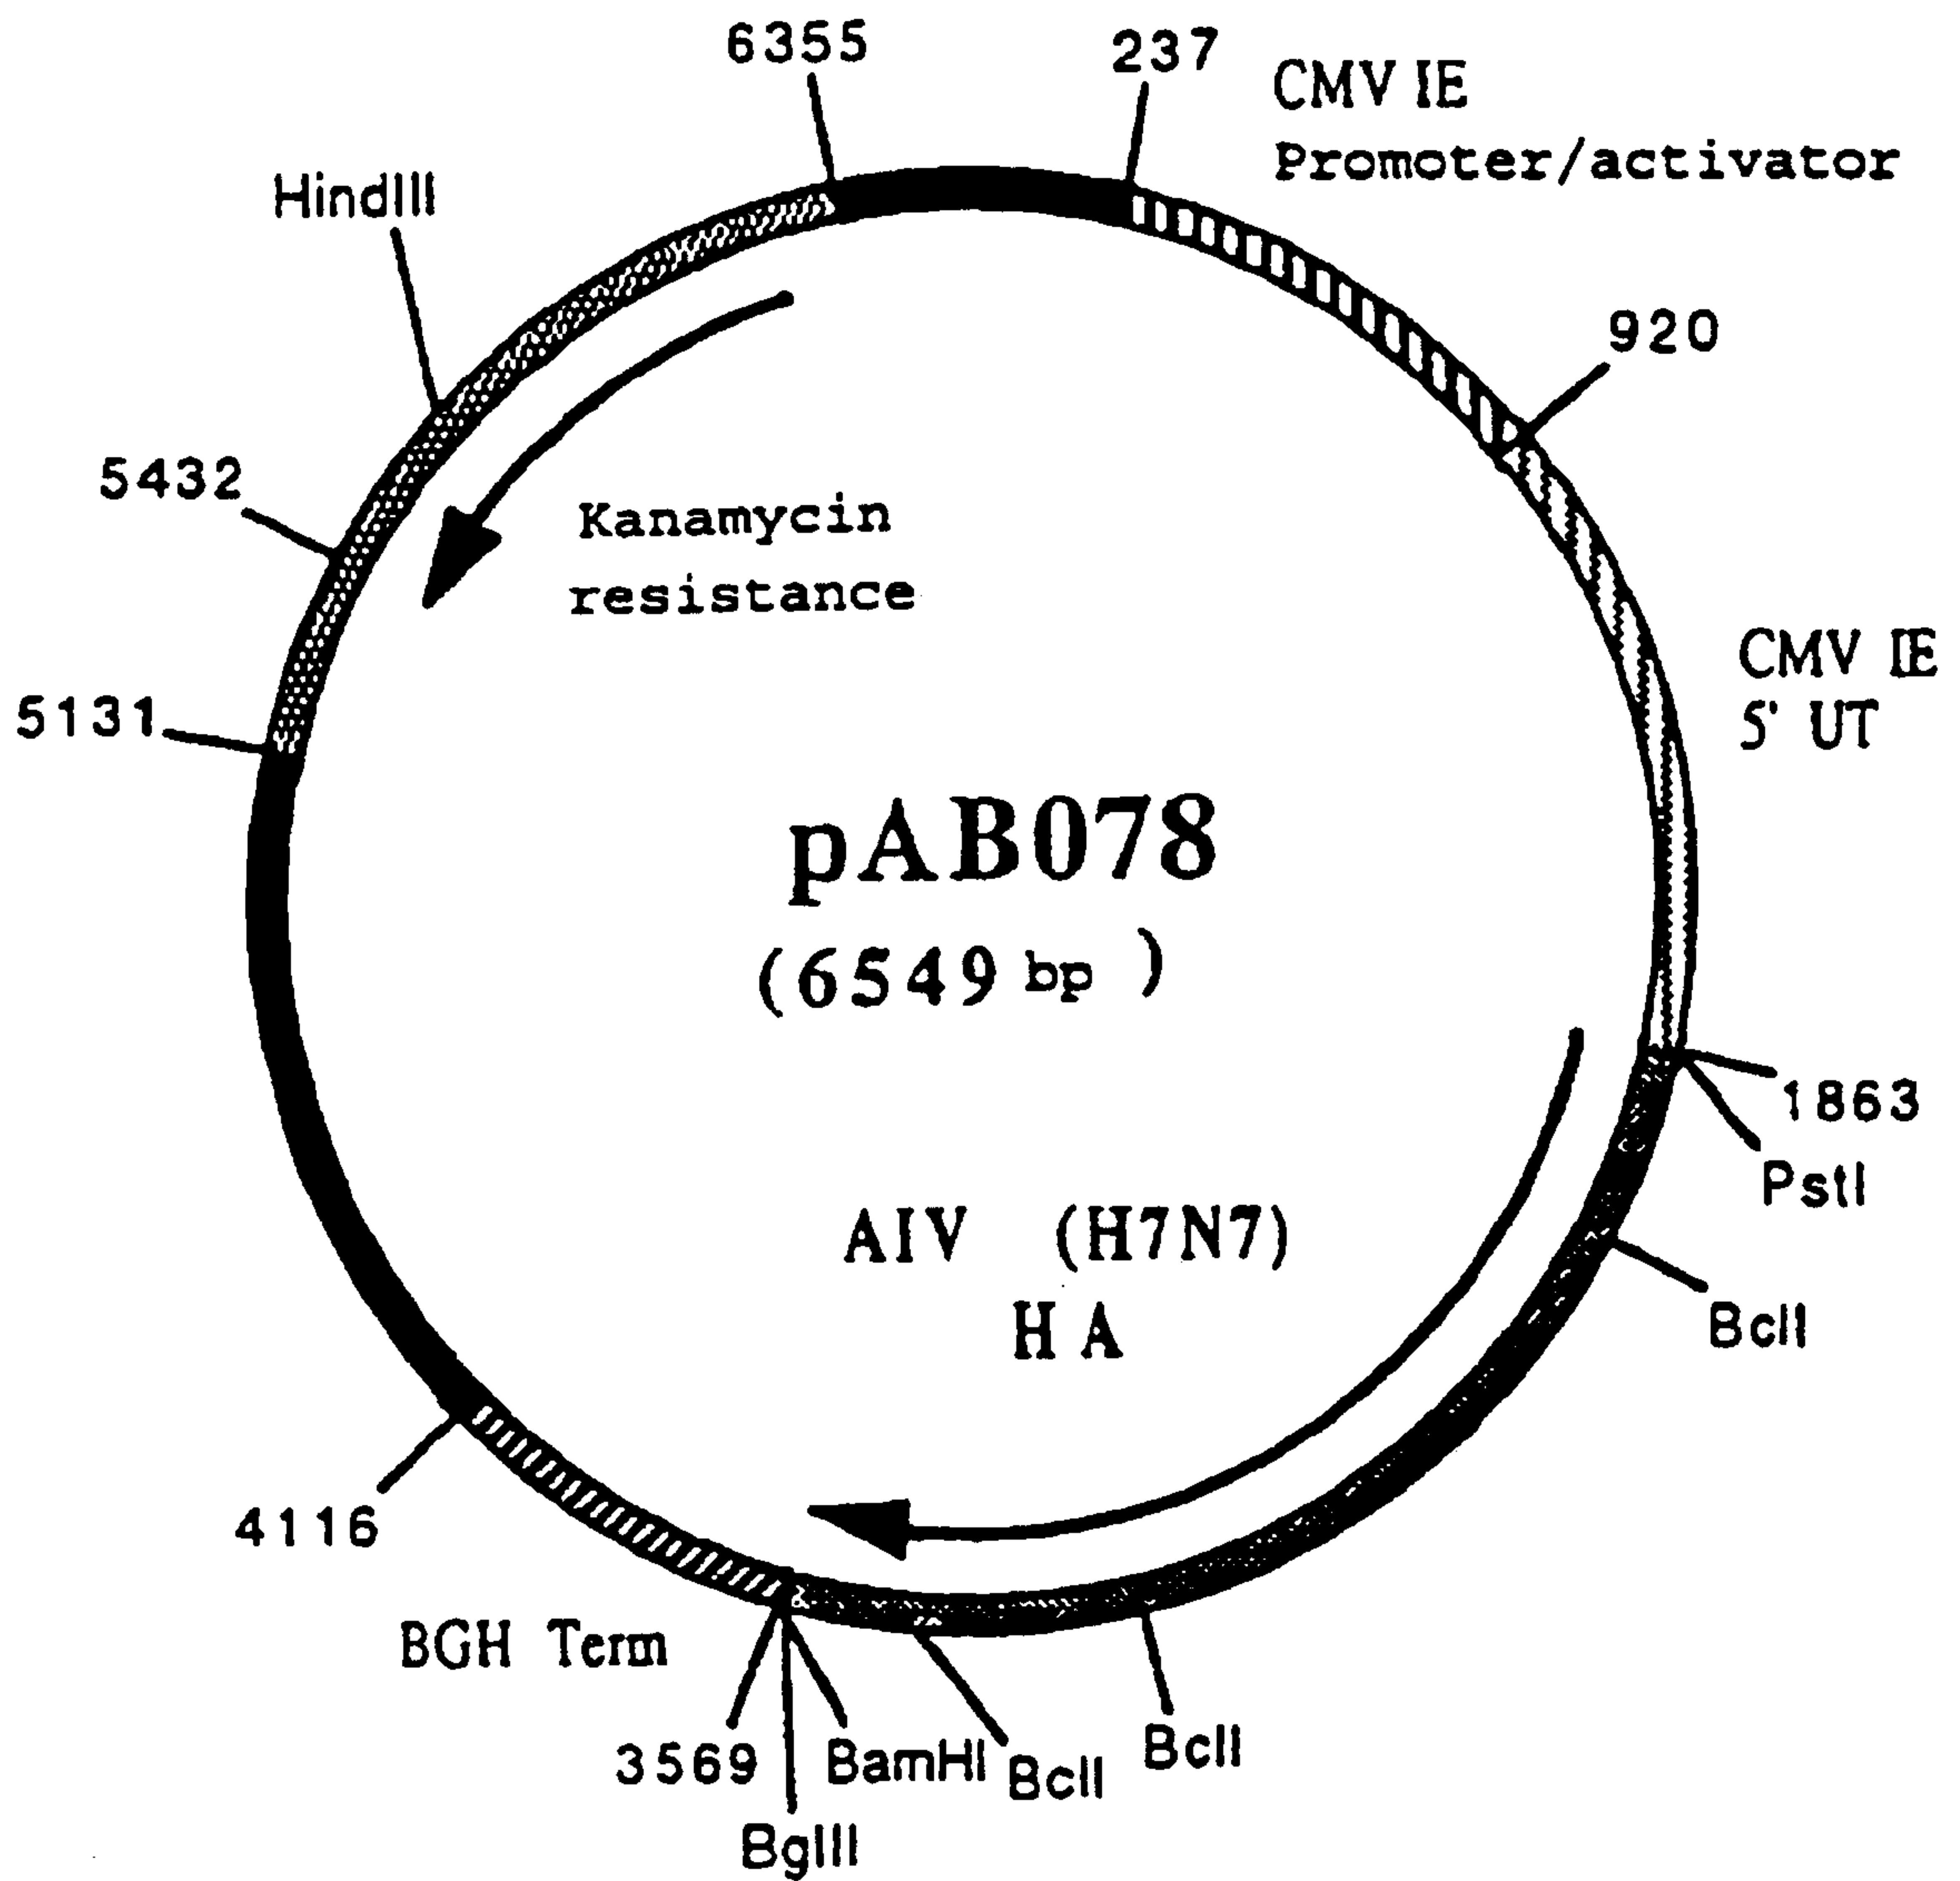 6355
237
CMV IE
Promoter/activator
HindIII
920
5432
Kanamycin
resistance
CMV IE
5' UT
5131
pAB078
(6549 bp )
1863
PstI
AIV (H7N7)
HA
BclI
4116
BGH Term
3569
BamHI
BclI
BclI
BglII